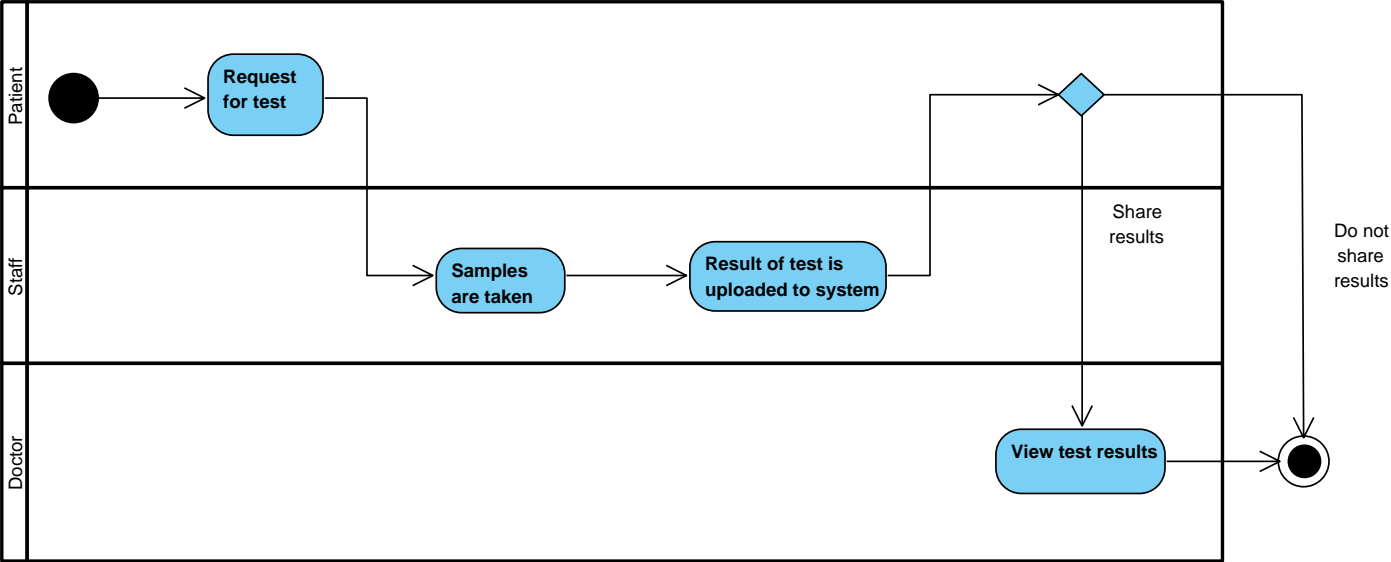 Patient
Request
for test
Staff
Samples
are taken
Result of test is
uploaded to system
Share
results
Do not
share
results
Doctor
View test results